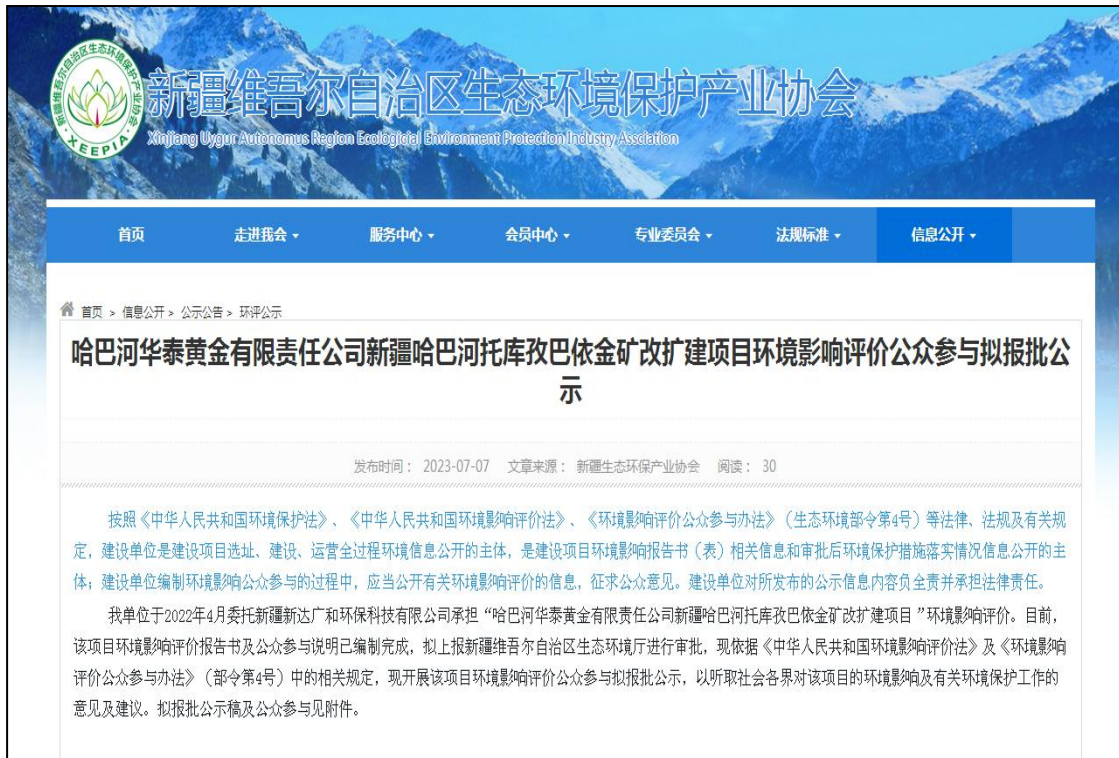 新疆维吾尔自治区生态环境保护产业协会
XEEPIA
新疆维吾尔自治区生态环境保护产业协会
Xinjiang Uygur Autonomus Region Ecologicial Environment Protection Industry Assciation
首页 走进我会 服务中心 会员中心 专业委员会 法规标准 信息公开
首页 > 信息公开 > 公示公告 > 环评公示
哈巴河华泰黄金有限责任公司新疆哈巴河托库孜巴依金矿改扩建项目环境影响评价公众参与拟报批公
示
发布时间： 2023-07-07 文章来源： 新疆生态环保产业协会 阅读： 30
按照《中华人民共和国环境保护法》、《中华人民共和国环境影响评价法》、《环境影响评价公众参与办法》（生态环境部令第4号）等法律、法规及有关规
定，建设单位是建设项目选址、建设、运营全过程环境信息公开的主体，是建设项目环境影响报告书（表）相关信息和审批后环境保护措施落实情况信息公开的主
体；建设单位编制环境影响公众参与的过程中，应当公开有关环境影响评价的信息，征求公众意见。建设单位对所发布的公示信息内容负全责并承担法律责任。
我单位于2022年4月委托新疆新达广和环保科技有限公司承担“哈巴河华泰黄金有限责任公司新疆哈巴河托库孜巴依金矿改扩建项目”环境影响评价。目前，
该项目环境影响评价报告书及公众参与说明已编制完成，拟上报新疆维吾尔自治区生态环境厅进行审批，现依据《中华人民共和国环境影响评价法》及《环境影响
评价公众参与办法》（部令第4号）中的相关规定，现开展该项目环境影响评价公众参与拟报批公示，以听取社会各界对该项目的环境影响及有关环境保护工作的
意见及建议。拟报批公示稿及公众参与见附件。